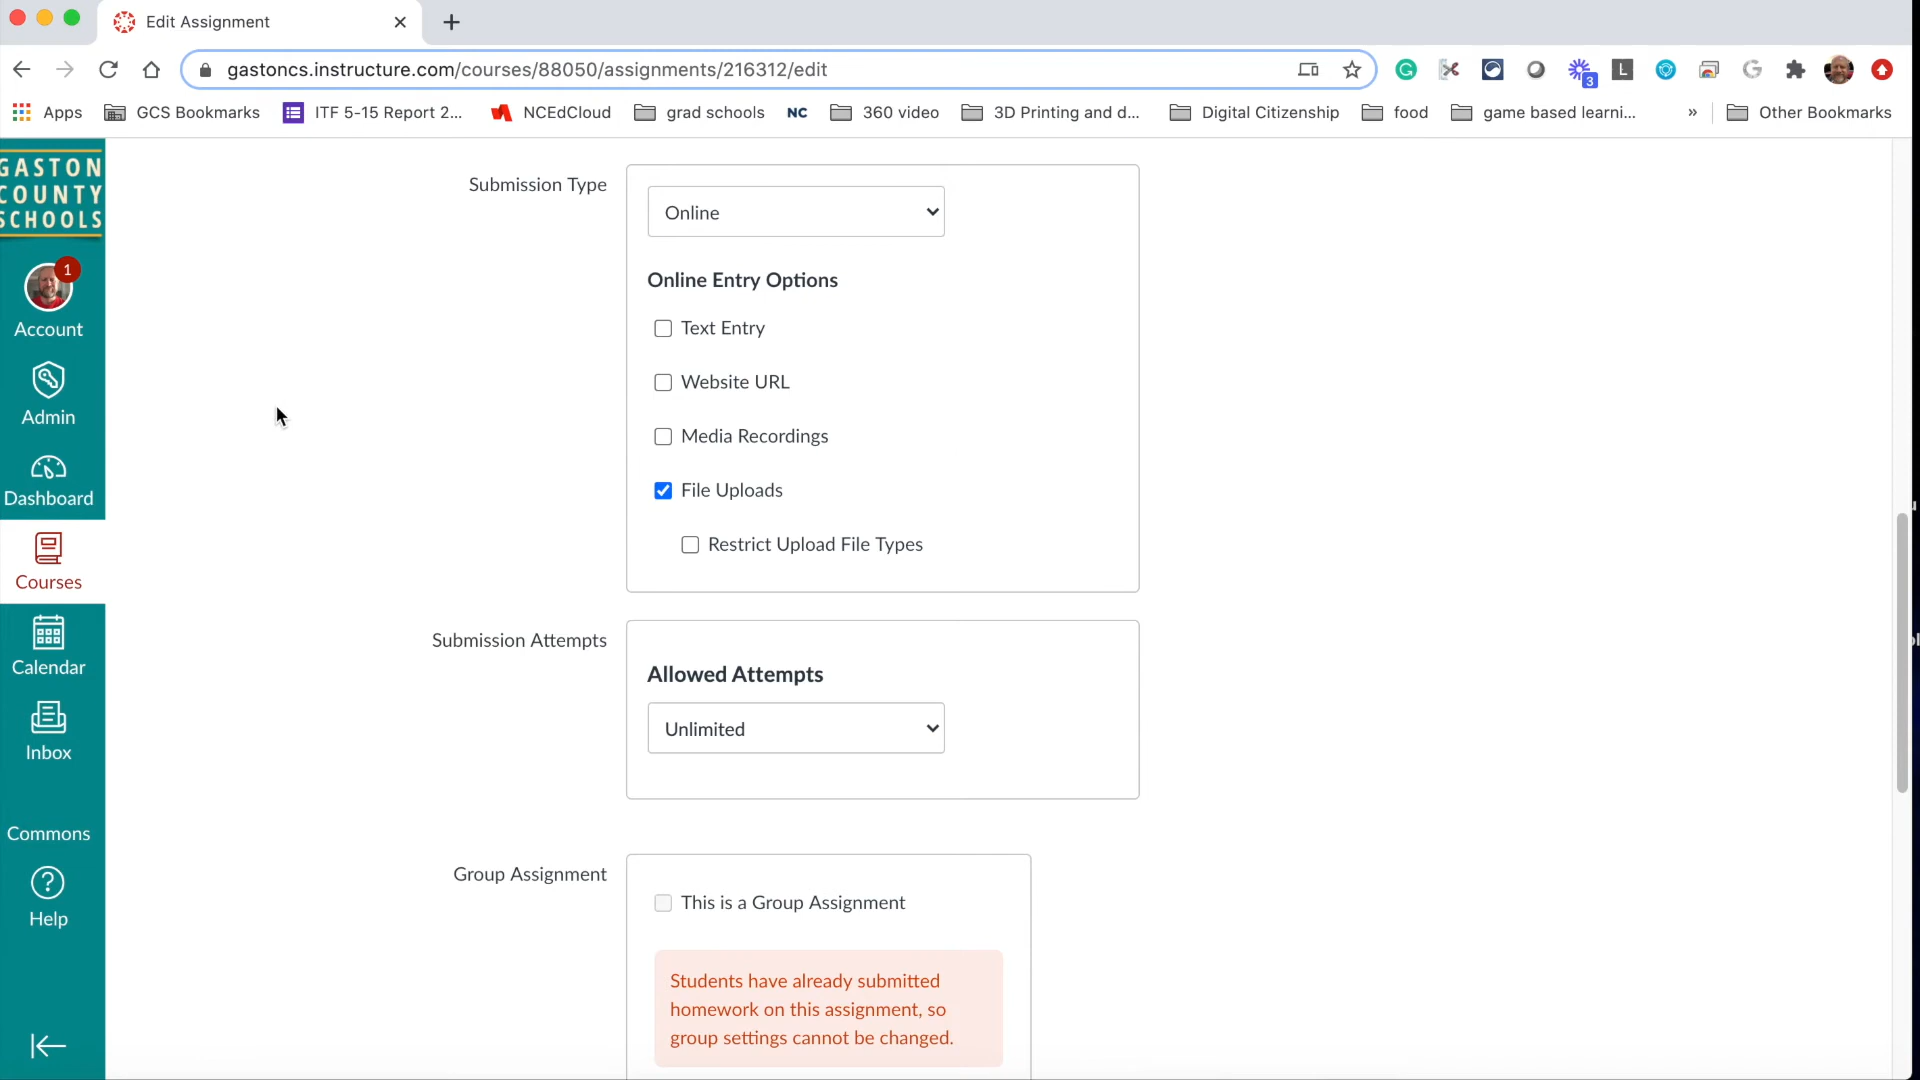 Edit Assignment
gastoncs.instructure.com/courses/88050/assignments/216312/edit
3
L
Apps
GCS Bookmarks
ITF 5-15 Report 2...
NCEdCloud
grad schools
NC
360 video
3D Printing and d...
Digital Citizenship
food
game based learni...
»
Other Bookmarks
GASTON
COUNTY
SCHOOLS
1
Account
Admin
Dashboard
Courses
Calendar
Inbox
Commons
Help
Submission Type
Online
Online Entry Options
Text Entry
Website URL
Media Recordings
File Uploads
Restrict Upload File Types
Submission Attempts
Allowed Attempts
Unlimited
Group Assignment
This is a Group Assignment
Students have already submitted
homework on this assignment, so
group settings cannot be changed.